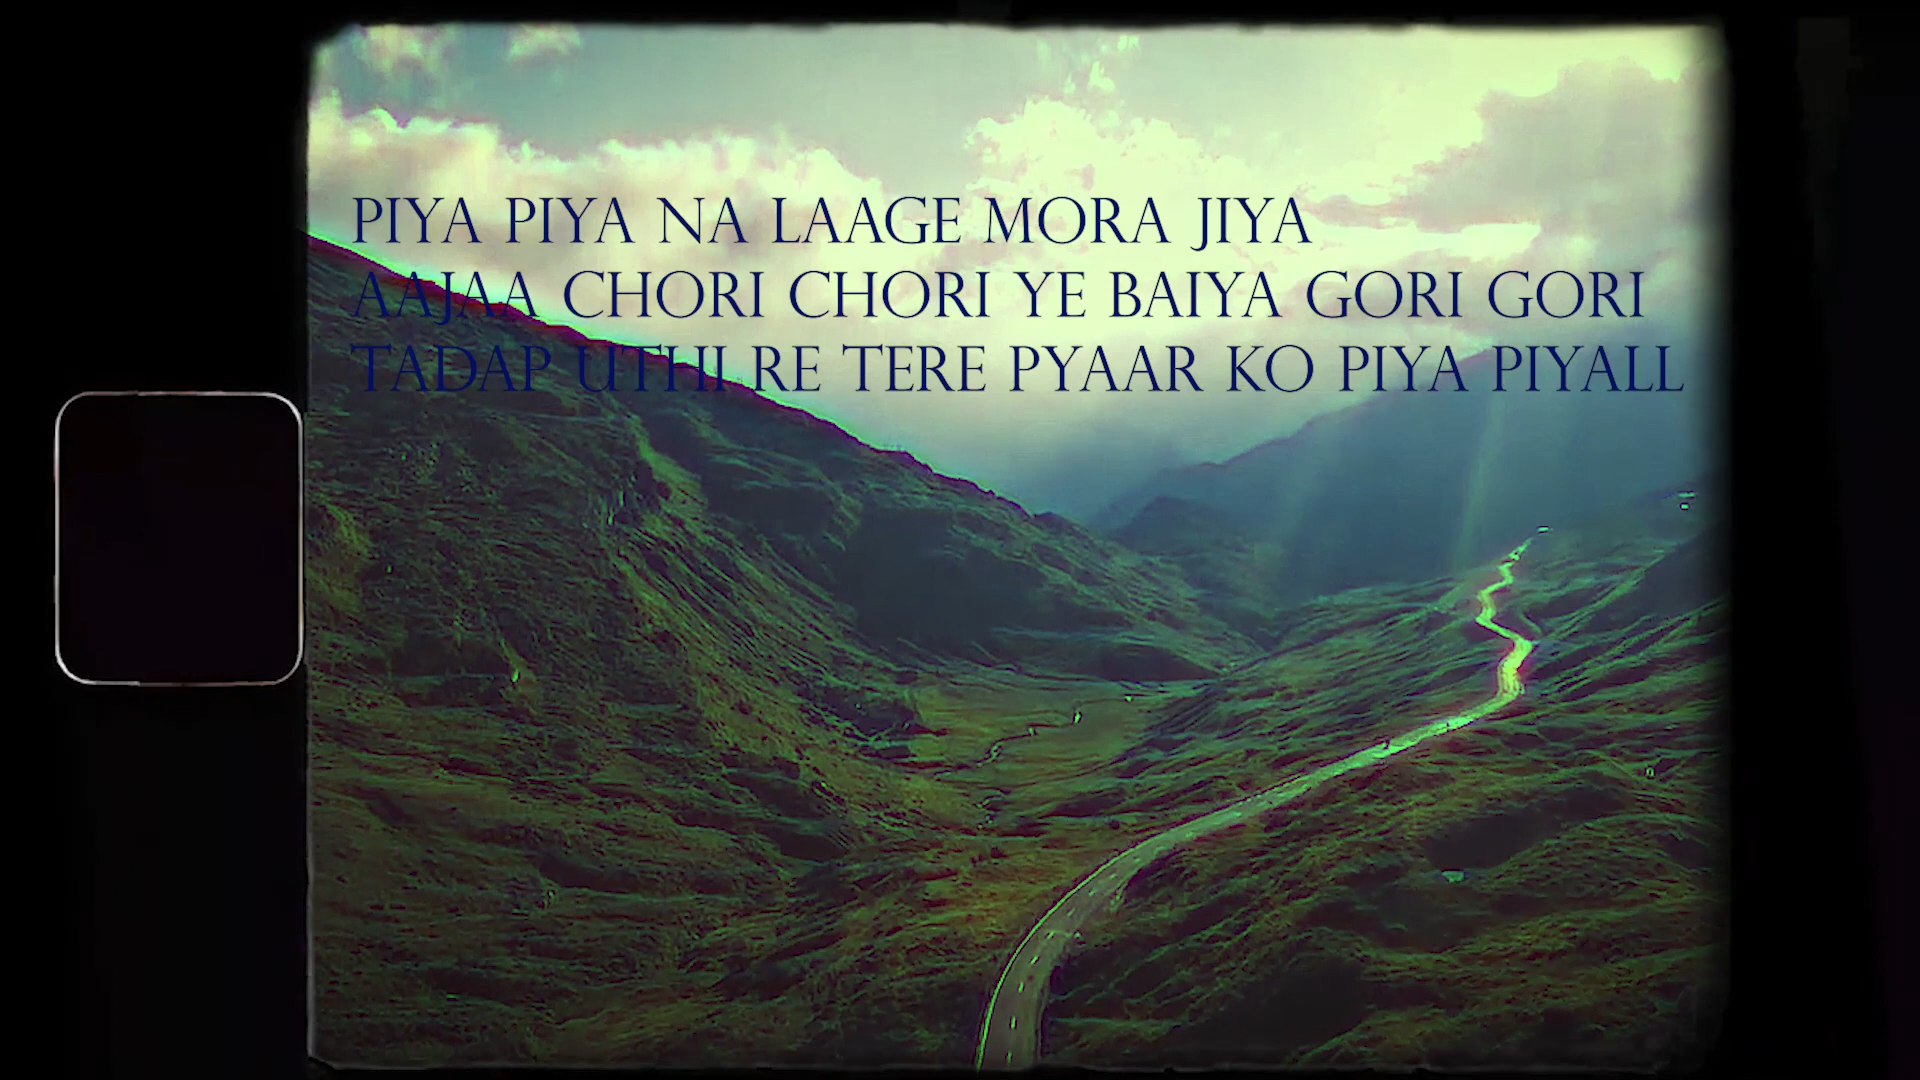 PIYA PIYA NA LAAGE MORA JIYA
AAJAA CHORI CHORI YE BAIYA GORI GORI
TADAP UTHI RE TERE PYAAR KO PIYA PIYALL